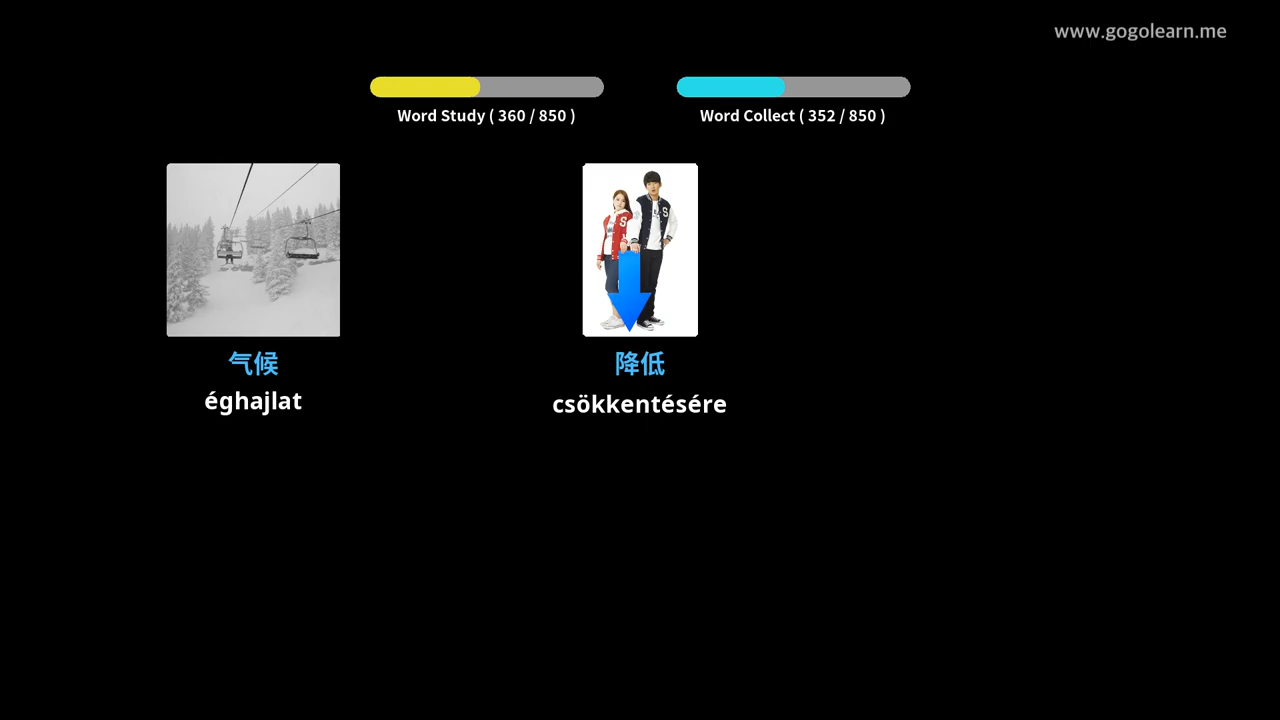 www.gogolearn.me
Word Study ( 360 / 850 )
Word Collect ( 352 / 850 )
S
S
气候
降低
éghajlat
csökkentésére